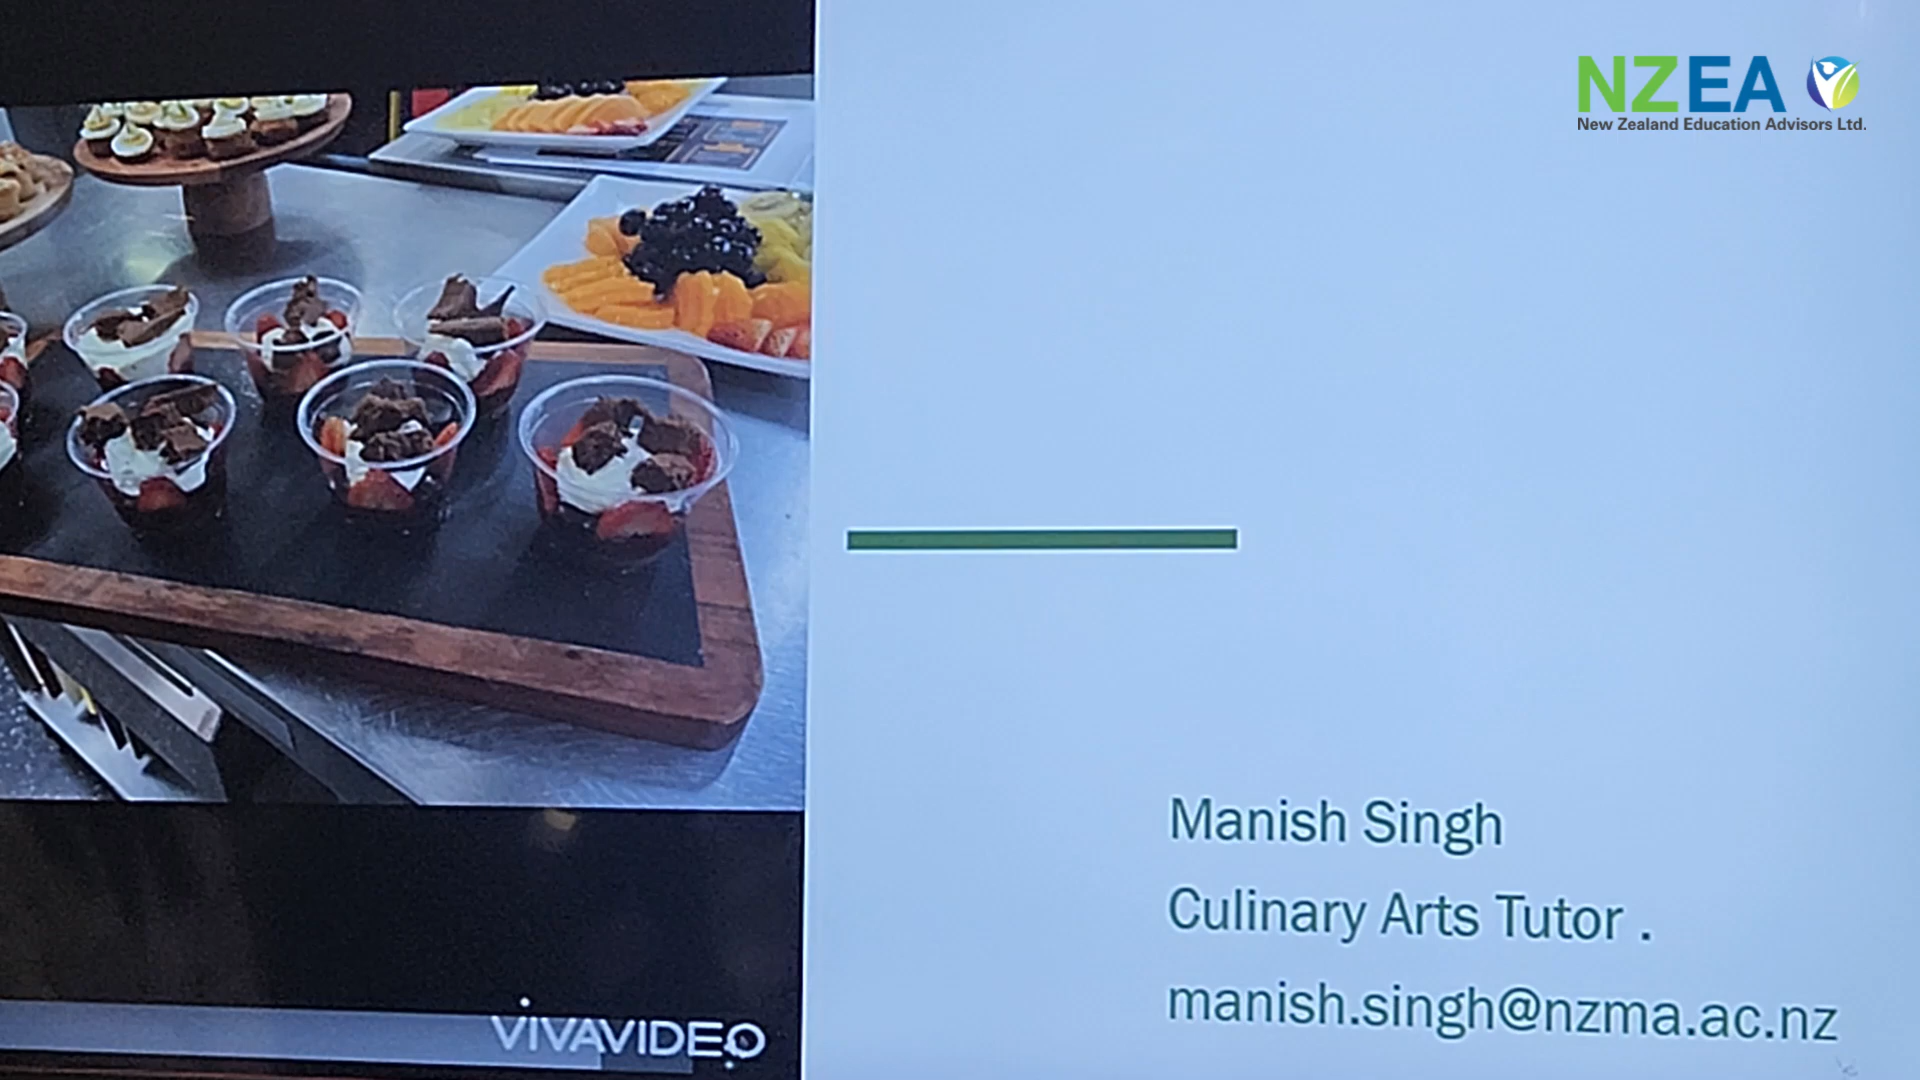 NZEA
New Zealand Education Advisors Ltd.
Manish Singh
Culinary Arts Tutor .
manish.singh@nzma.ac.nz
VIVAVIDEO